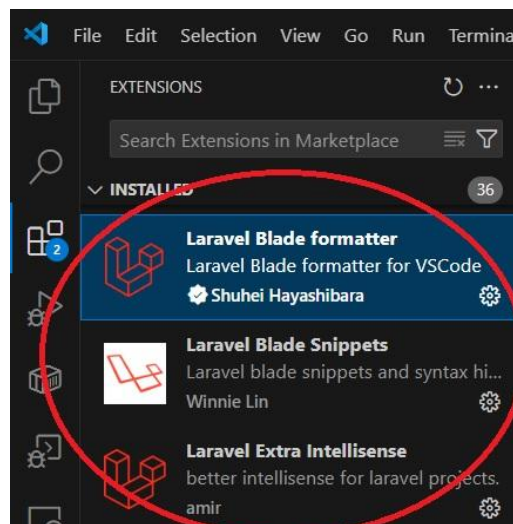 File Edit Selection View Go Run Termina
EXTENSIONS
Search Extensions in Marketplace
INSTALLED
36
2
Laravel Blade formatter
Laravel Blade formatter for VSCode
Shuhei Hayashibara
Laravel Blade Snippets
Laravel blade snippets and syntax hi...
Winnie Lin
Laravel Extra Intellisense
better intellisense for laravel projects.
amir